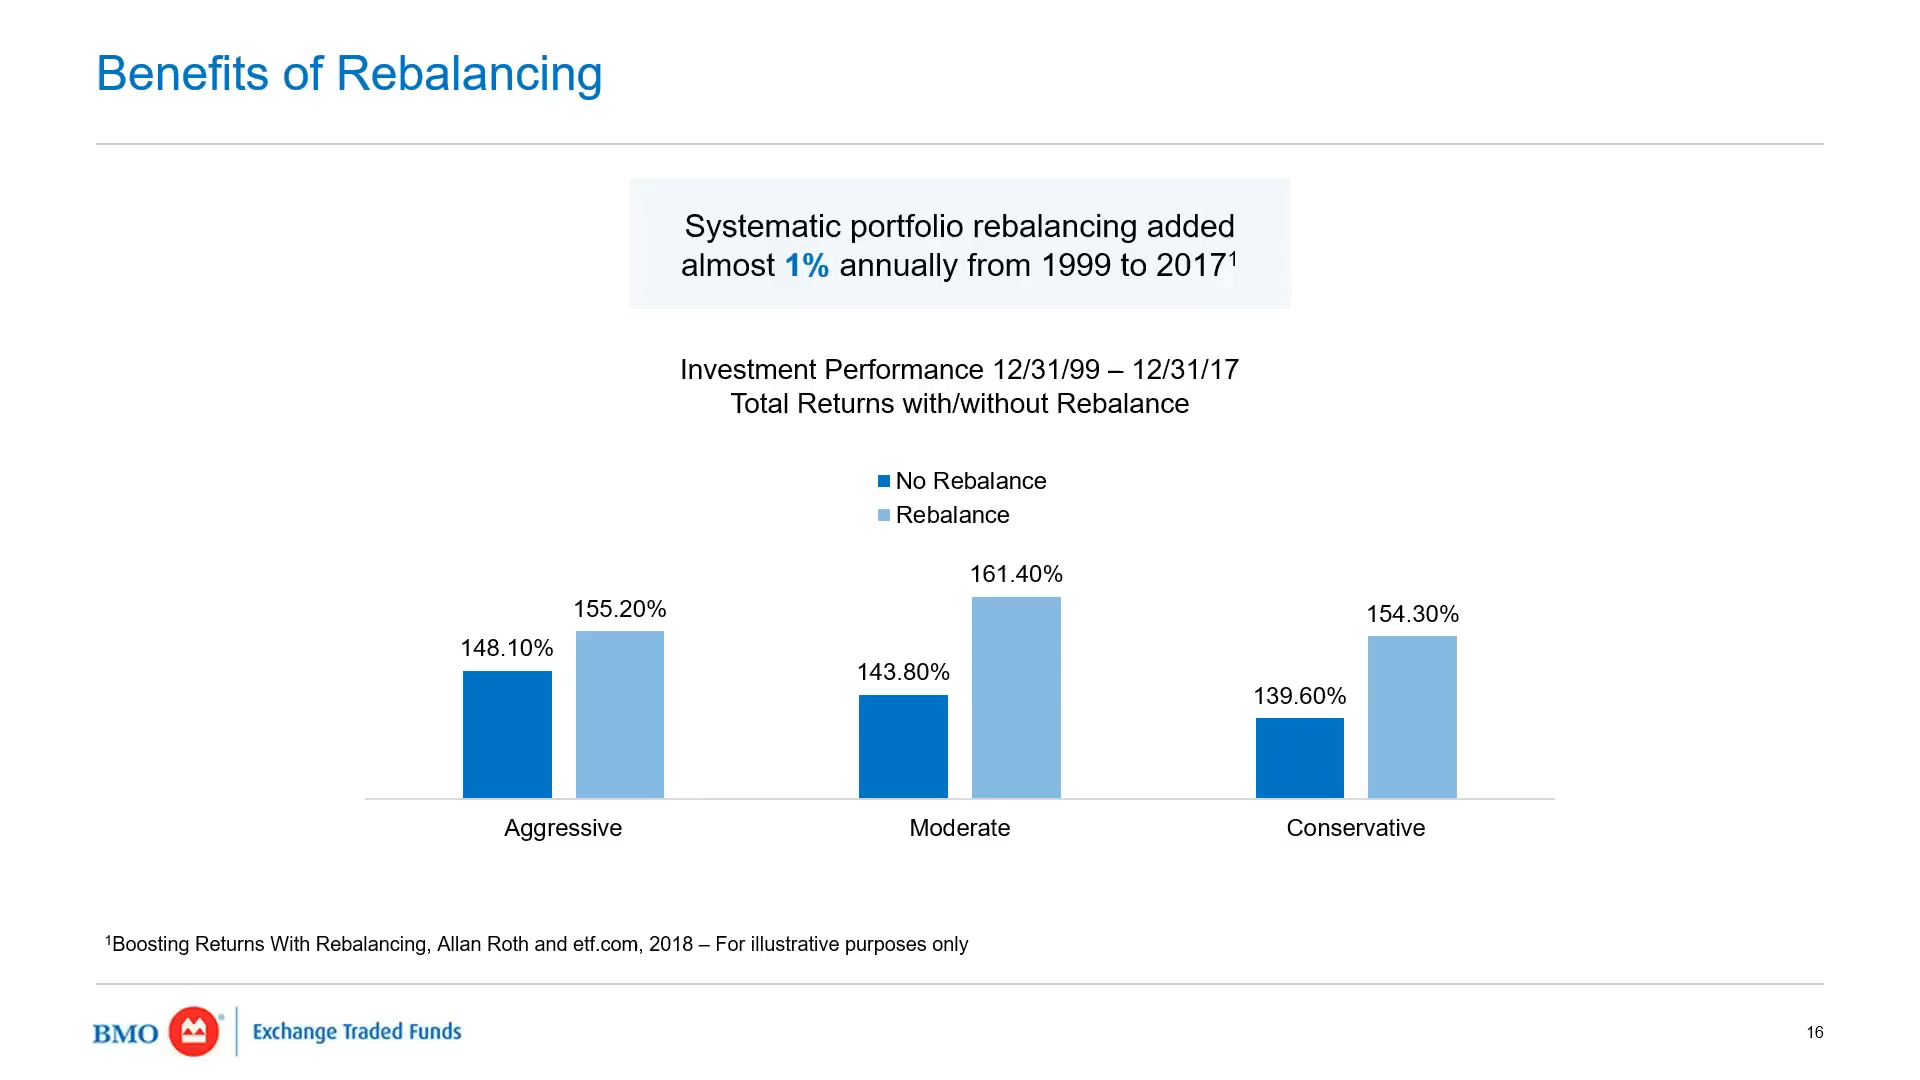 Benefits of Rebalancing
Systematic portfolio rebalancing added
almost 1% annually from 1999 to 2017¹
Investment Performance 12/31/99 – 12/31/17
Total Returns with/without Rebalance
No Rebalance
Rebalance
148.10%
155.20%
143.80%
161.40%
139.60%
154.30%
Aggressive
Moderate
Conservative
¹Boosting Returns With Rebalancing, Allan Roth and etf.com, 2018 – For illustrative purposes only
BMO
Exchange Traded Funds
16